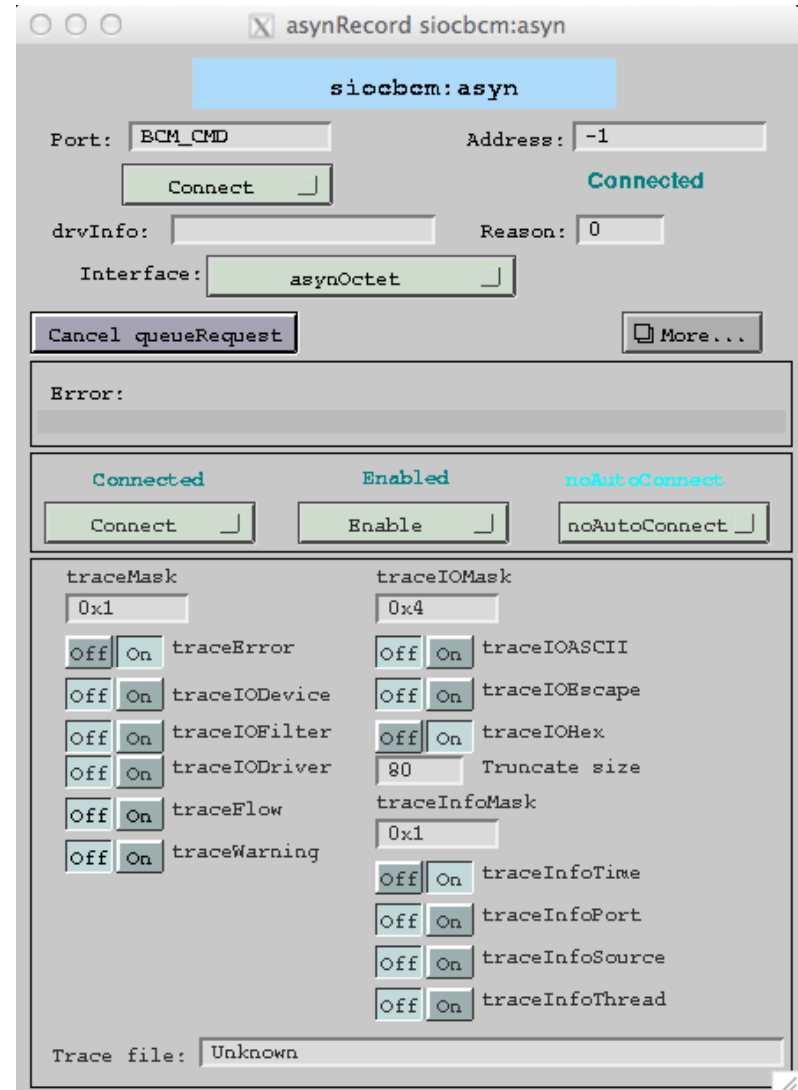 X asynRecord siocbcm:asyn
siocbcm:asyn
Port: BCM_CMD Address: -1
Connect Connected
drvInfo: Reason: 0
Interface: asynOctet
Cancel queueRequest More...
Error:
Connected Enabled noAutoConnect
Connect Enable noAutoConnect
traceMask traceIOMask
0x1 0x4
Off On traceError Off On traceIOASCII
Off On traceIODevice Off On traceIOEscape
Off On traceIOFilter Off On traceIOHex
Off On traceIODriver 80 Truncate size
Off On traceFlow traceInfoMask
Off On traceWarning 0x1
Off On traceInfoTime
Off On traceInfoPort
Off On traceInfoSource
Off On traceInfoThread
Trace file: Unknown